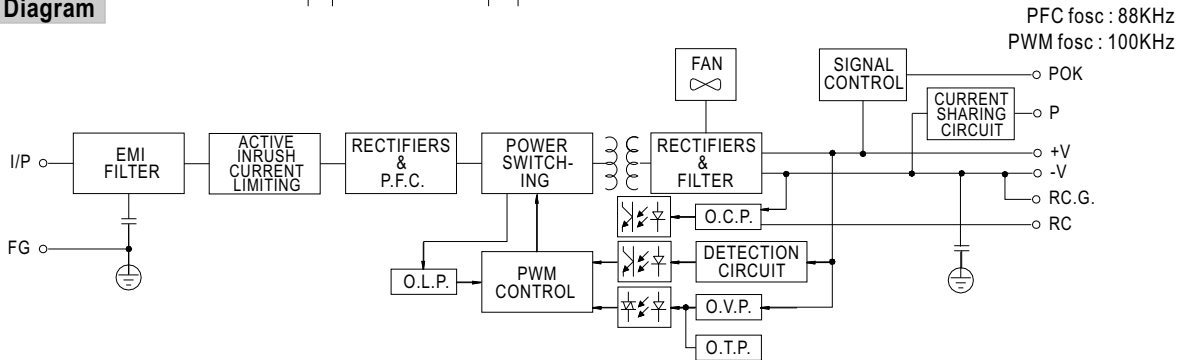 Diagram
PFC fosc : 88KHz
PWM fosc : 100KHz
FAN
SIGNAL
CONTROL
POK
CURRENT
SHARING
CIRCUIT
P
I/P
EMI
FILTER
ACTIVE
INRUSH
CURRENT
LIMITING
RECTIFIERS
&
P.F.C.
POWER
SWITCH-
ING
RECTIFIERS
&
FILTER
+V
-V
RC.G.
RC
O.C.P.
FG
O.L.P.
PWM
CONTROL
DETECTION
CIRCUIT
O.V.P.
O.T.P.